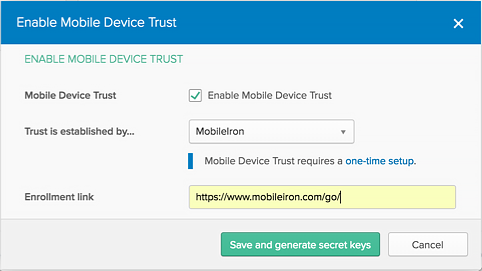 Enable Mobile Device Trust
ENABLE MOBILE DEVICE TRUST
Mobile Device Trust Enable Mobile Device Trust
Trust is established by... MobileIron
Mobile Device Trust requires a one-time setup.
Enrollment link https://www.mobileiron.com/go/
Save and generate secret keys Cancel